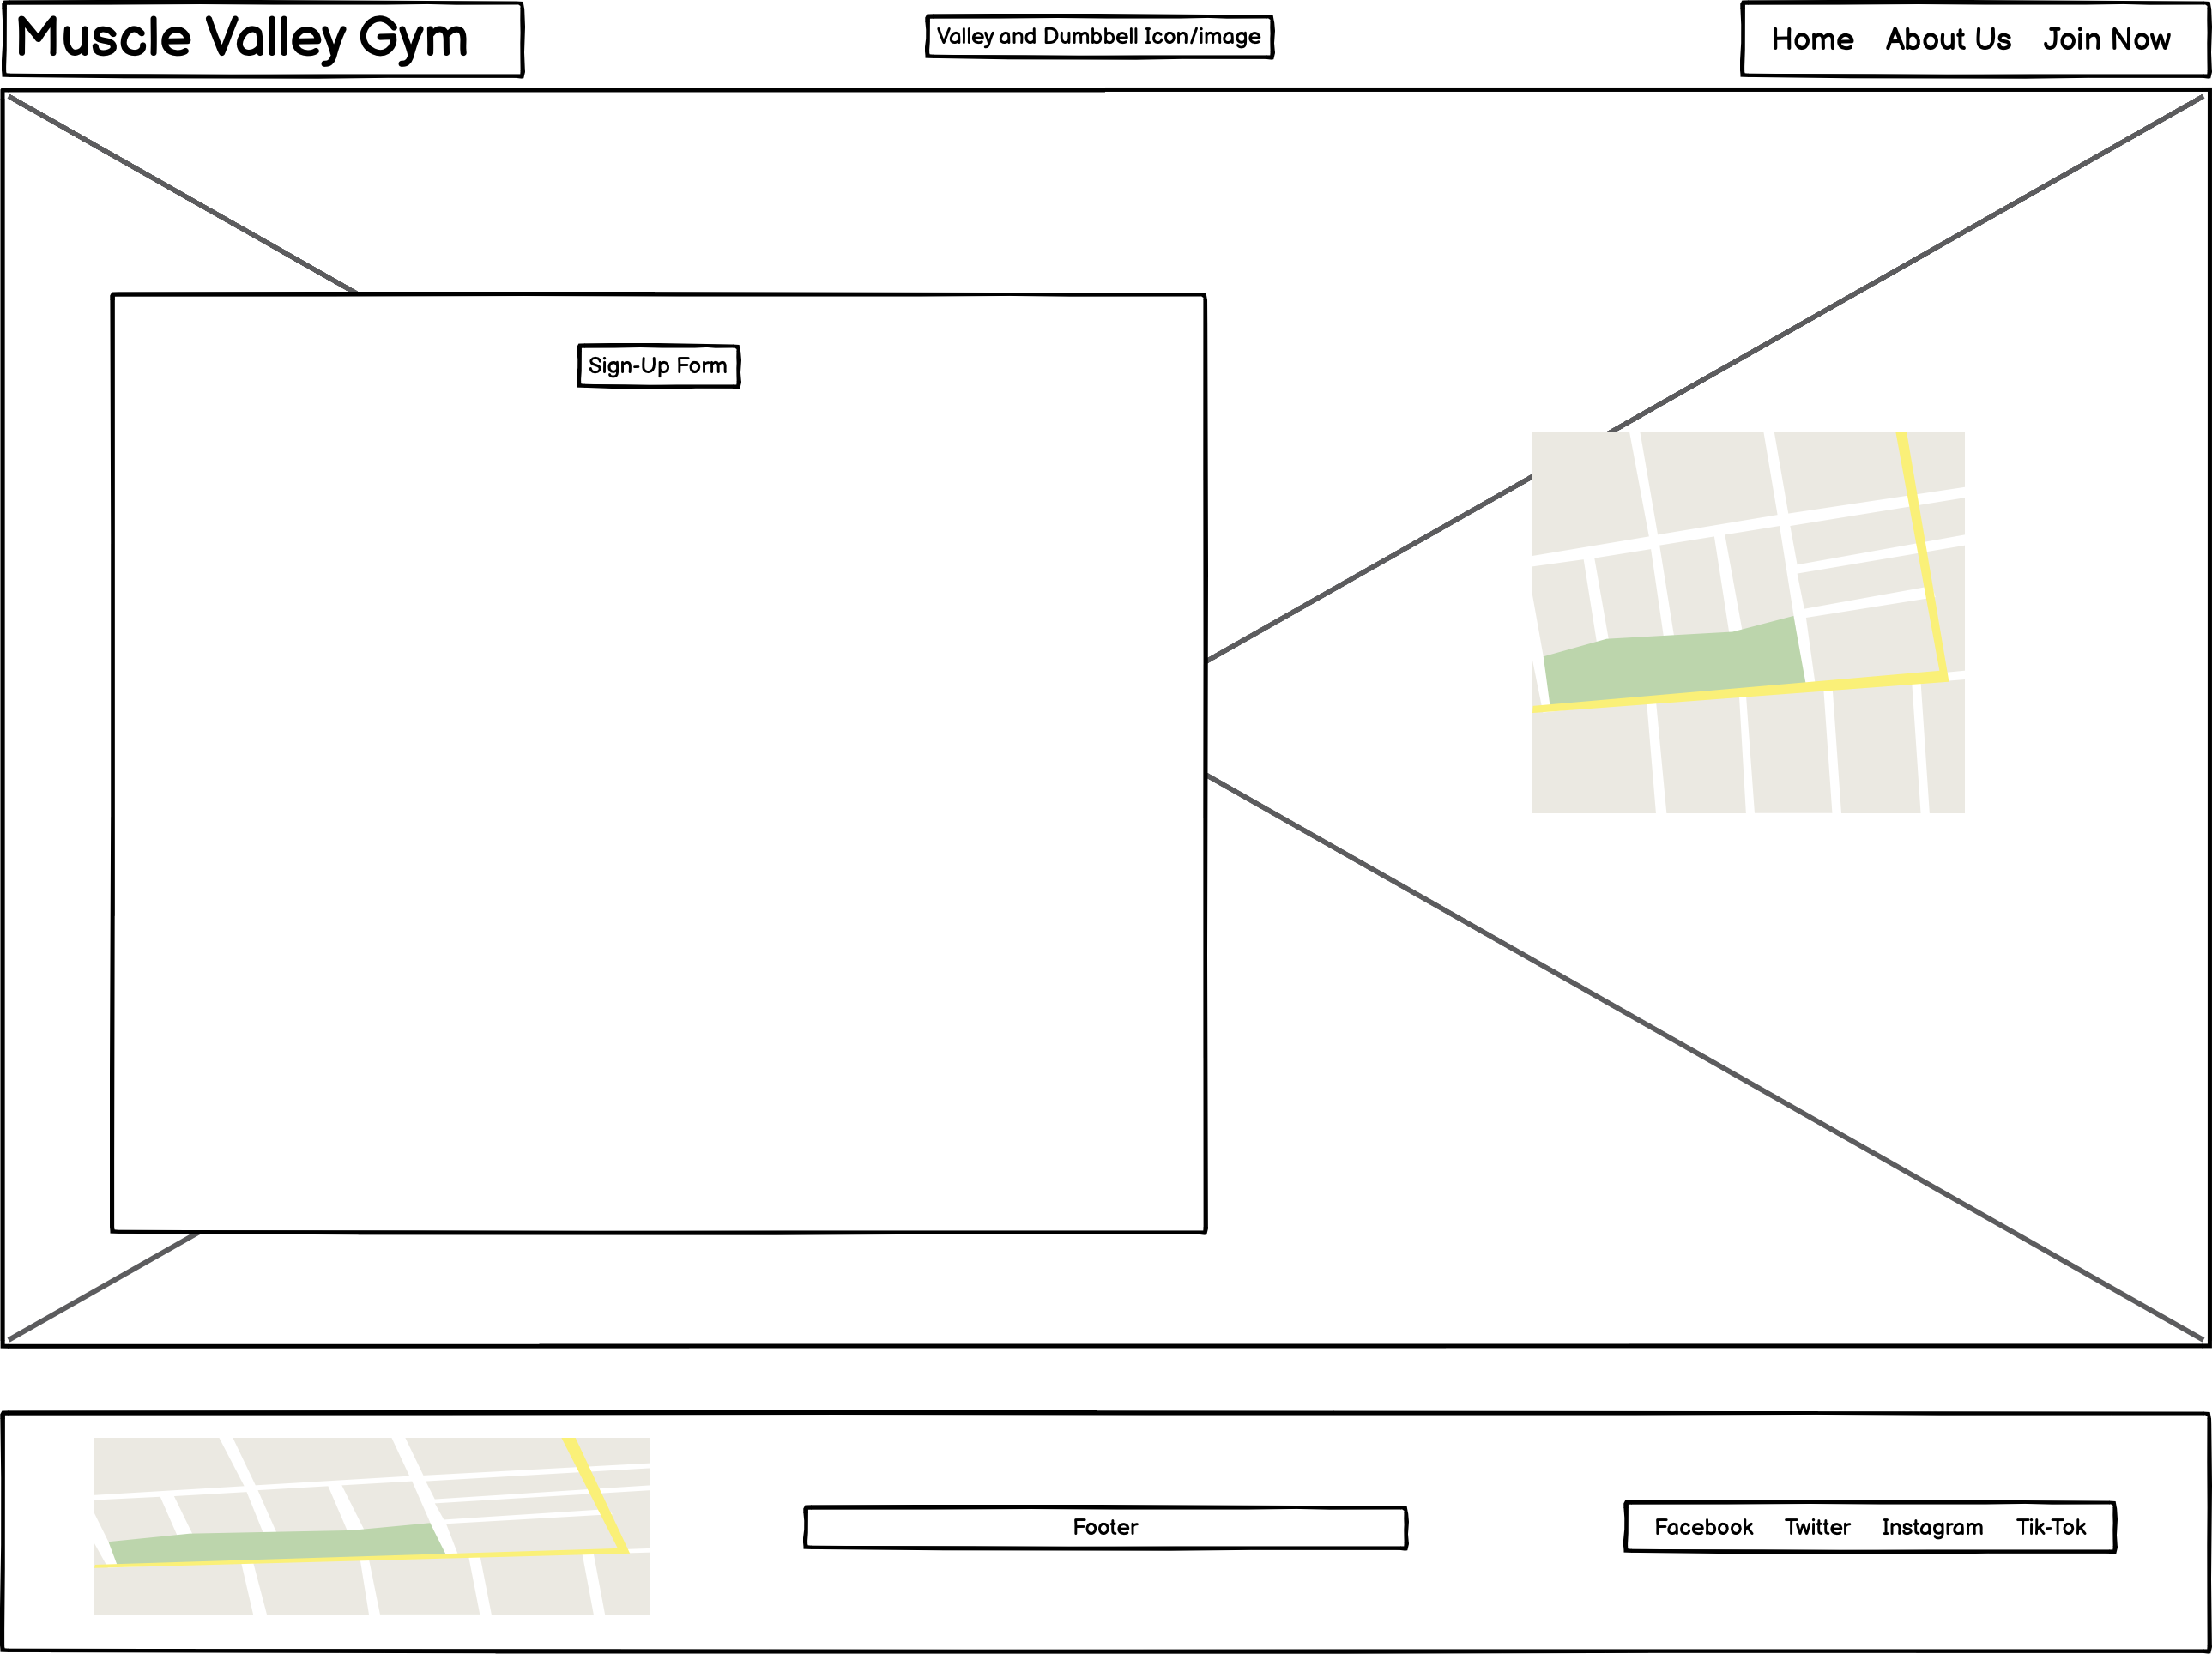 Muscle Valley Gym
Valley and Dumbbbell Icon/image
Home About Us Join Now
Sign-Up Form
Footer
Facebook Twitter Instagram Tik-Tok